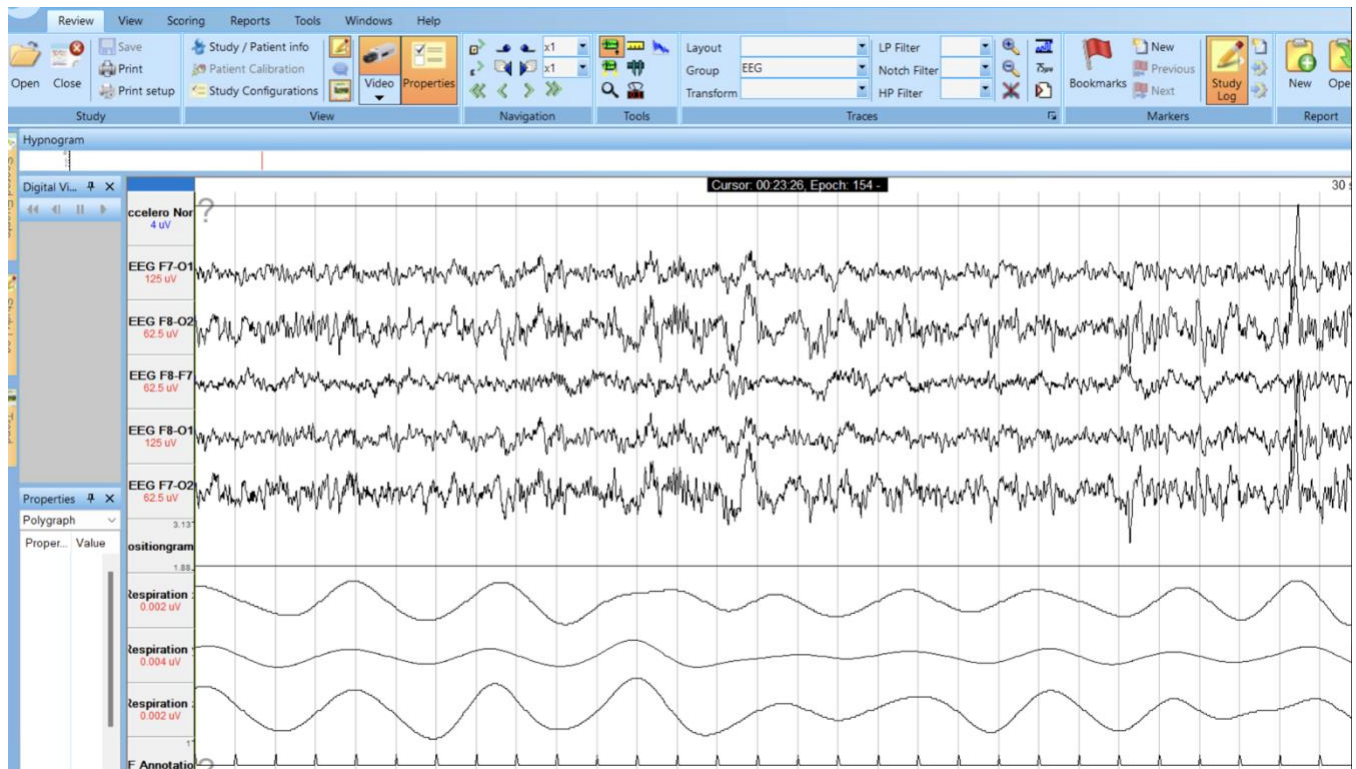 Review View Scoring Reports Tools Windows Help
Open Close Save Print Print setup
Study / Patient info
Patient Calibration
Study Configurations
Video Properties
x1
x1
Layout
Group EEG
Transform
LP Filter
Notch Filter
HP Filter
Bookmarks
New
Previous
Next
Study Log
New Ope
Study View Navigation Tools Traces Markers Report
Hypnogram
Digital Vi...
Cursor: 00:23:26, Epoch: 154 -
30 s
ccelero Nor
4 uV
EEG F7-O1
125 uV
EEG F8-O2
62.5 uV
EEG F8-F7
62.5 uV
EEG F8-O1
125 uV
EEG F7-O2
62.5 uV
3.13
ositiongram
1.88
Respiration
0.002 uV
Respiration
0.004 uV
Respiration
0.002 uV
1
F Annotatio
Properties
Polygraph
Proper... Value